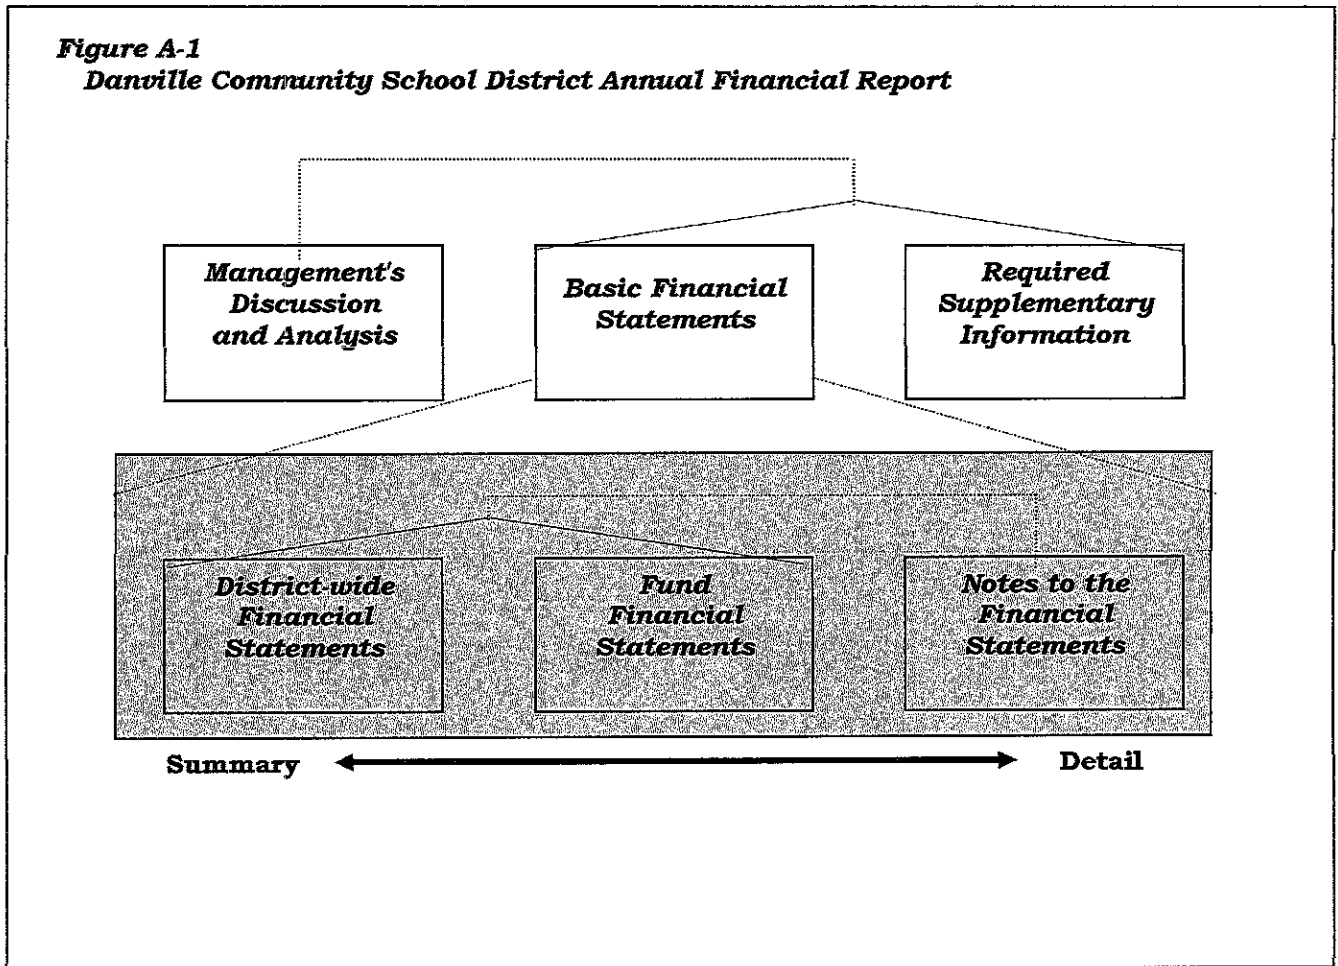 Figure A-1
Danville Community School District Annual Financial Report
Management's
Discussion
and Analysis
Basic Financial
Statements
Required
Supplementary
Information
District-wide
Financial
Statements
Fund
Financial
Statements
Notes to the
Financial
Statements
Summary
Detail